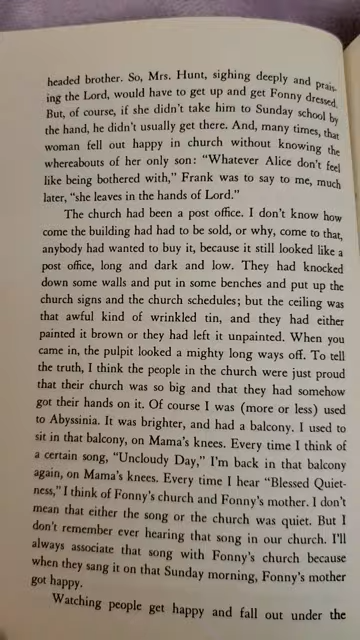 headed brother. So, Mrs. Hunt, sighing deeply and prais-
ing the Lord, would have to get up and get Fonny dressed.
But, of course, if she didn't take him to Sunday school by
the hand, he didn't usually get there. And, many times, that
woman fell out happy in church without knowing the
whereabouts of her only son: "Whatever Alice don't feel
like being bothered with," Frank was to say to me, much
later, "she leaves in the hands of Lord."
The church had been a post office. I don't know how
come the building had had to be sold, or why, come to that,
anybody had wanted to buy it, because it still looked like a
post office, long and dark and low. They had knocked
down some walls and put in some benches and put up the
church signs and the church schedules; but the ceiling was
that awful kind of wrinkled tin, and they had either
painted it brown or they had left it unpainted. When you
came in, the pulpit looked a mighty long ways off. To tell
the truth, I think the people in the church were just proud
that their church was so big and that they had somehow
got their hands on it. Of course I was (more or less) used
to Abyssinia. It was brighter, and had a balcony. I used to
sit in that balcony, on Mama's knees. Every time I think of
a certain song, "Uncloudy Day," I'm back in that balcony
again, on Mama's knees. Every time I hear "Blessed Quiet-
ness," I think of Fonny's church and Fonny's mother. I don't
mean that either the song or the church was quiet. But I
don't remember ever hearing that song in our church. I'll
always associate that song with Fonny's church because
when they sang it on that Sunday morning, Fonny's mother
got happy.
Watching people get happy and fall out under the